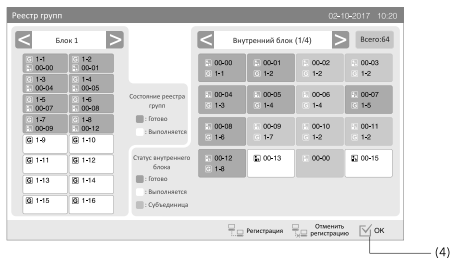 Реестр групп 02-10-2017 10:20
< Блок 1 >
G 1-1 G 1-2
00-00 00-01
G 1-3 G 1-4
00-04 00-05
G 1-5 G 1-6
00-07 00-08
G 1-7 G 1-8
00-09 00-12
G 1-9 G 1-10
G 1-11 G 1-12
G 1-13 G 1-14
G 1-15 G 1-16
Состояние реестра
групп
: Готово
: Выполняется
Статус внутреннего
блока
: Готово
: Выполняется
: Субъединица
< Внутренний блок (1/4) > Всего:64
00-00 00-01 00-02 00-03
G 1-1 G 1-2 G 1-2 G 1-2
00-04 00-05 00-06 00-07
G 1-3 G 1-4 G 1-4 G 1-5
00-08 00-09 00-10 00-11
G 1-6 G 1-7 G 1-2 G 1-2
00-12 00-13 00-00 00-15
G 1-8
Регистрация
Отменить
регистрацию
OK
(4)